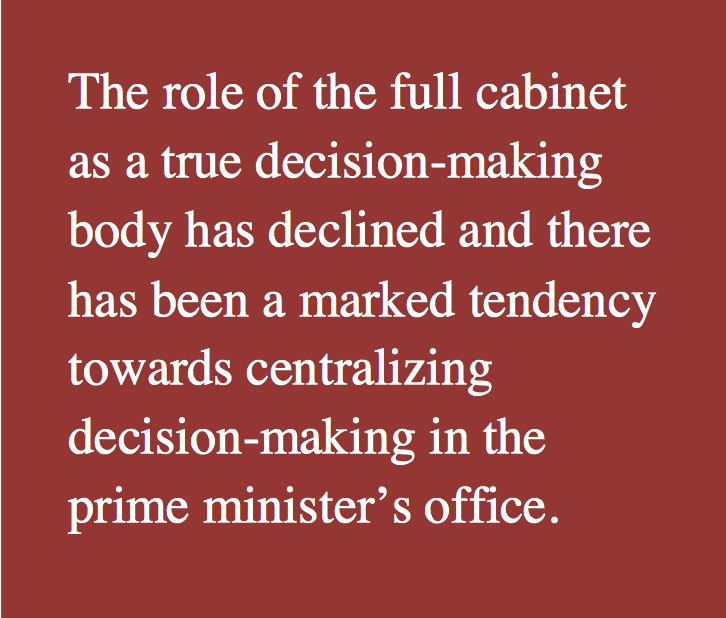 The role of the full cabinet
as a true decision-making
body has declined and there
has been a marked tendency
towards centralizing
decision-making in the
prime minister’s office.